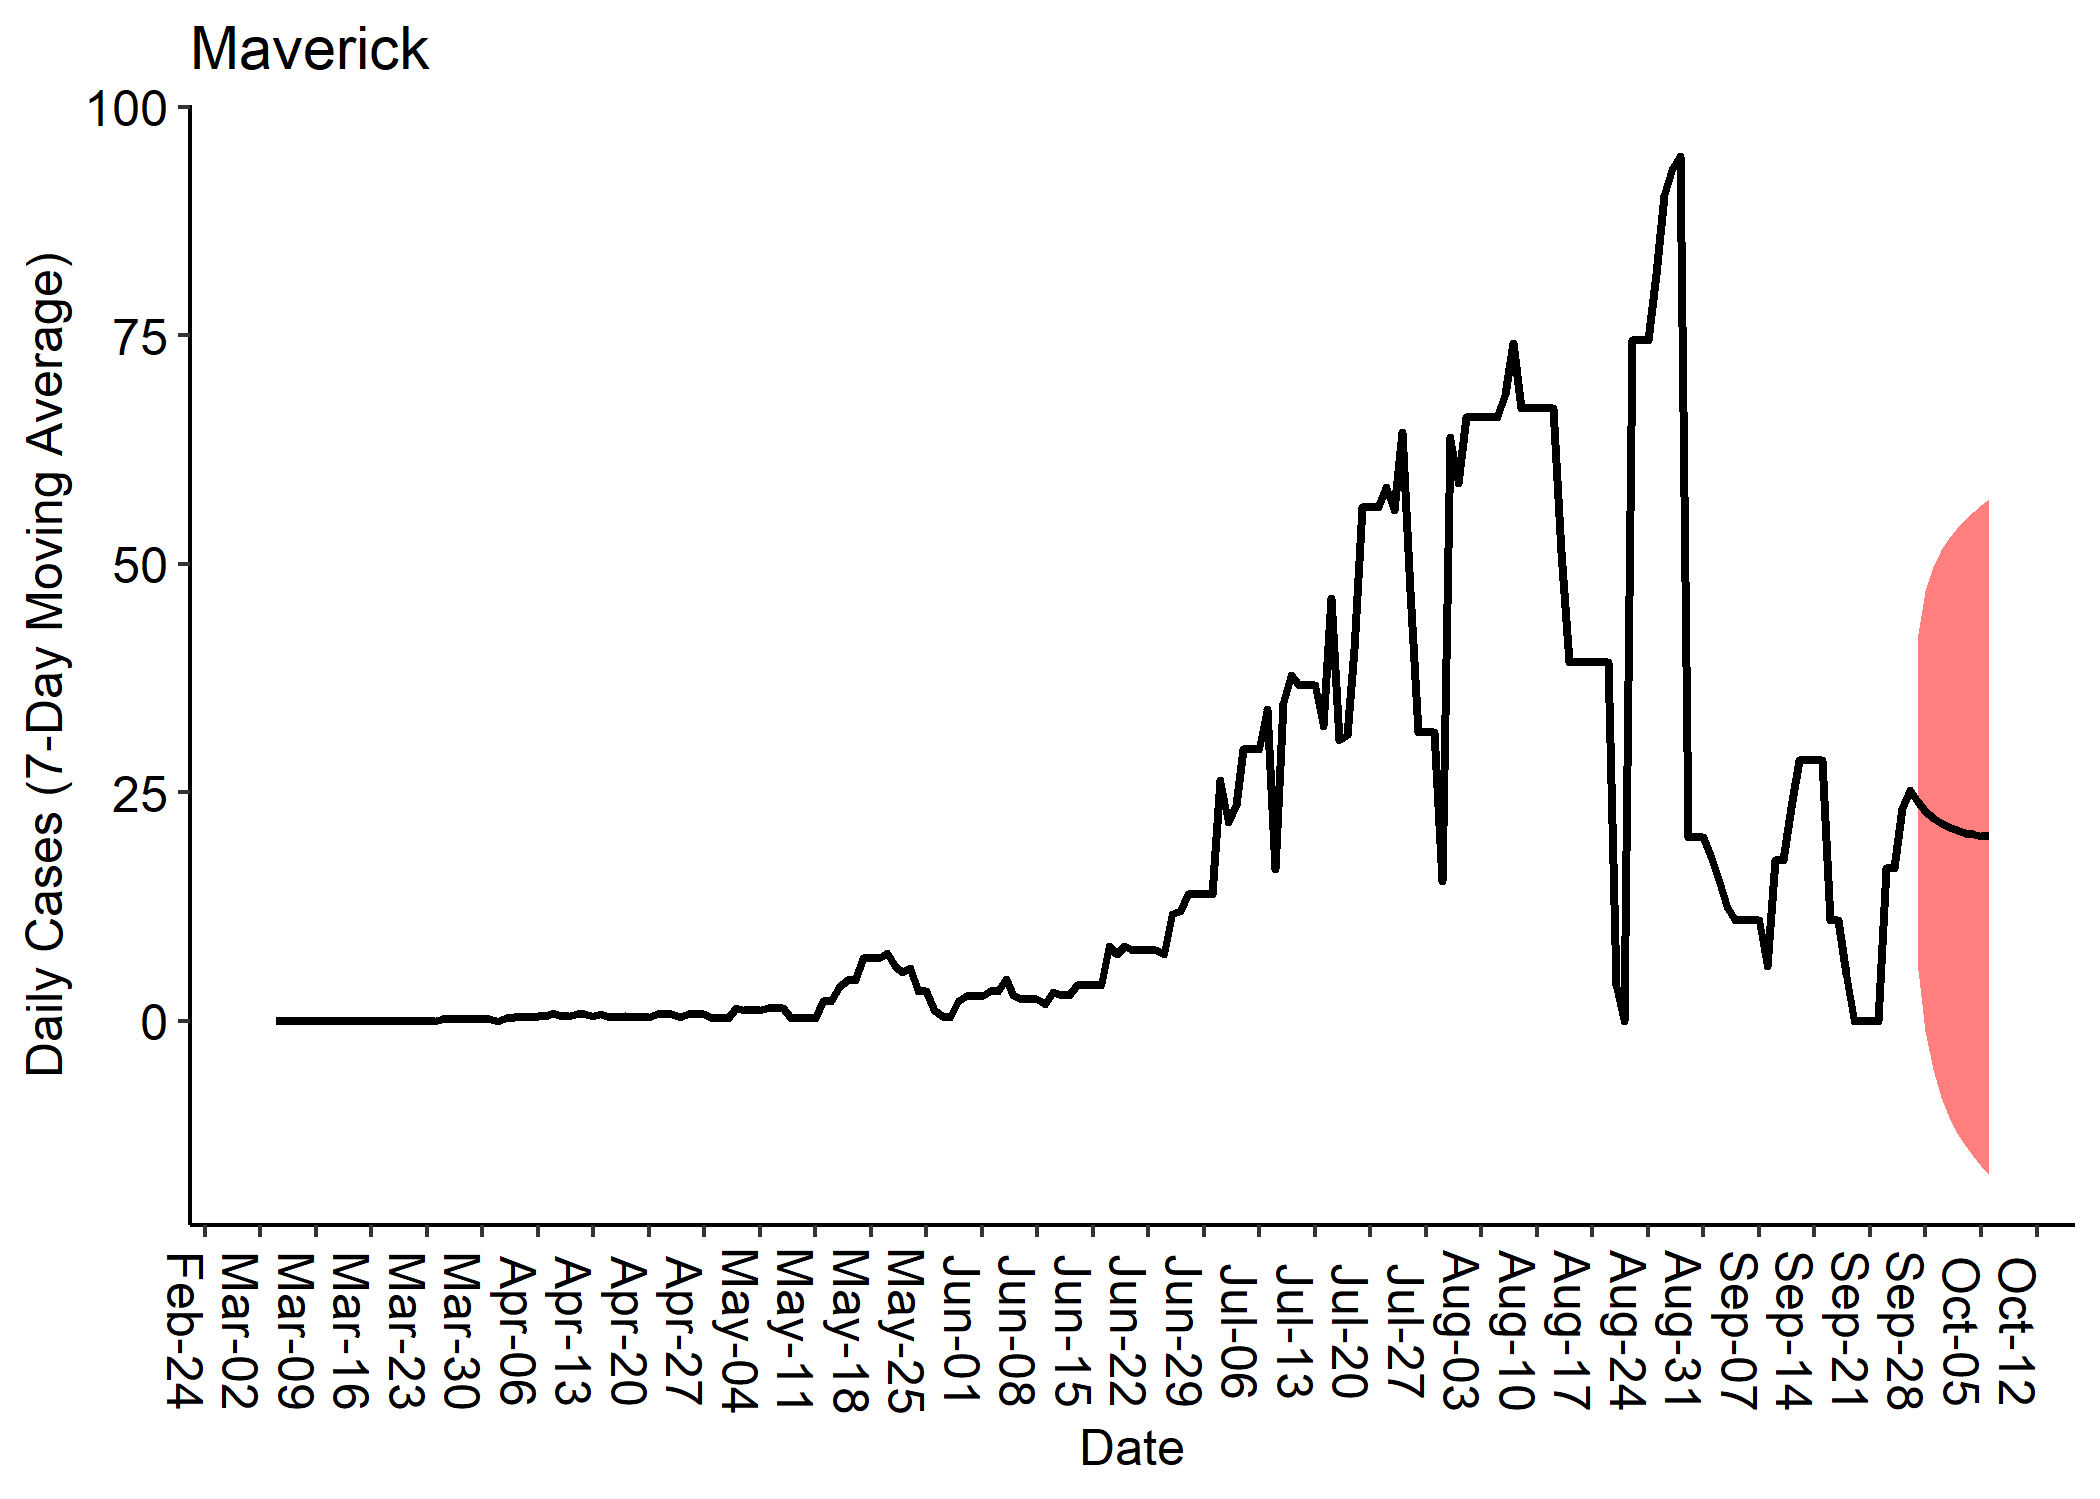 Maverick
Daily Cases (7-Day Moving Average)
100
75
50
25
0
Feb-24
Mar-02
Mar-09
Mar-16
Mar-23
Mar-30
Apr-06
Apr-13
Apr-20
Apr-27
May-04
May-11
May-18
May-25
Jun-01
Jun-08
Jun-15
Jun-22
Jun-29
Jul-06
Jul-13
Jul-20
Jul-27
Aug-03
Aug-10
Aug-17
Aug-24
Aug-31
Sep-07
Sep-14
Sep-21
Sep-28
Oct-05
Oct-12
Date